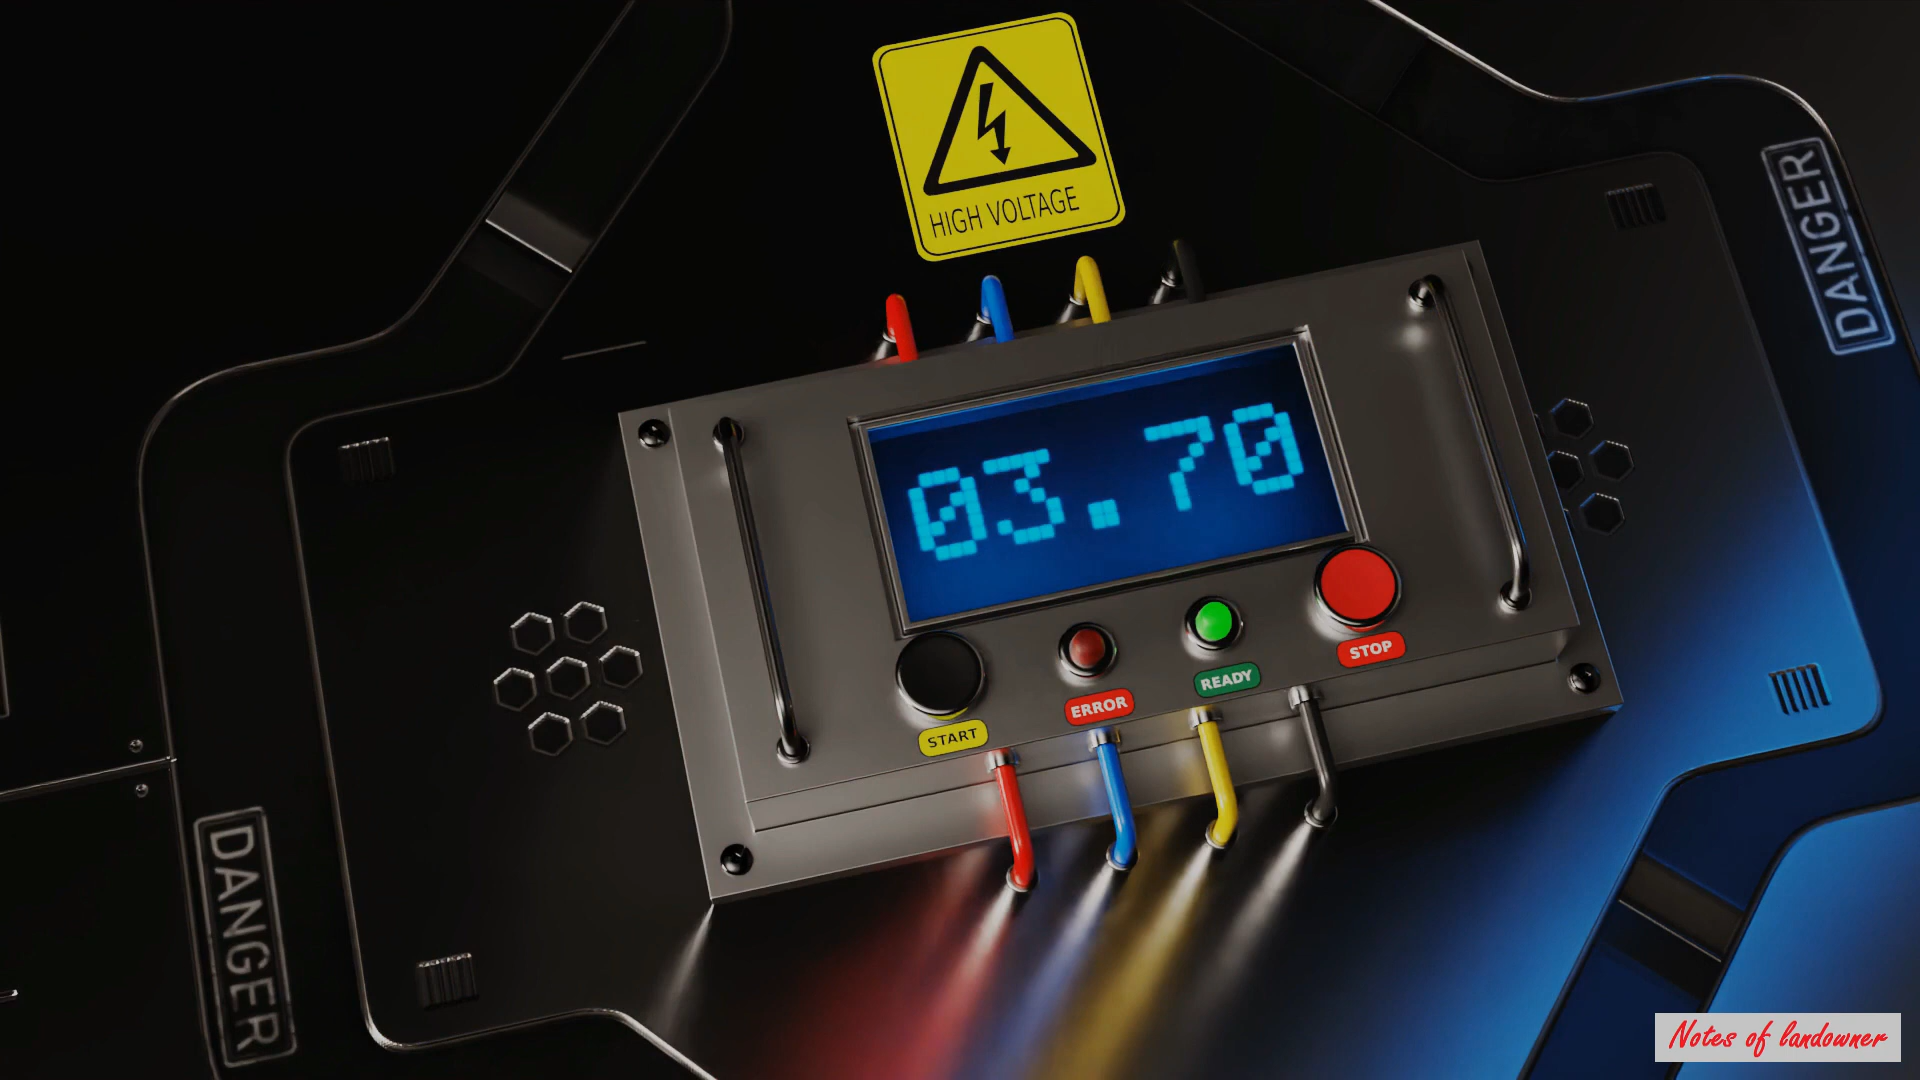 HIGH VOLTAGE
DANGER
03.70
START
ERROR
READY
STOP
DANGER
Notes of landowner